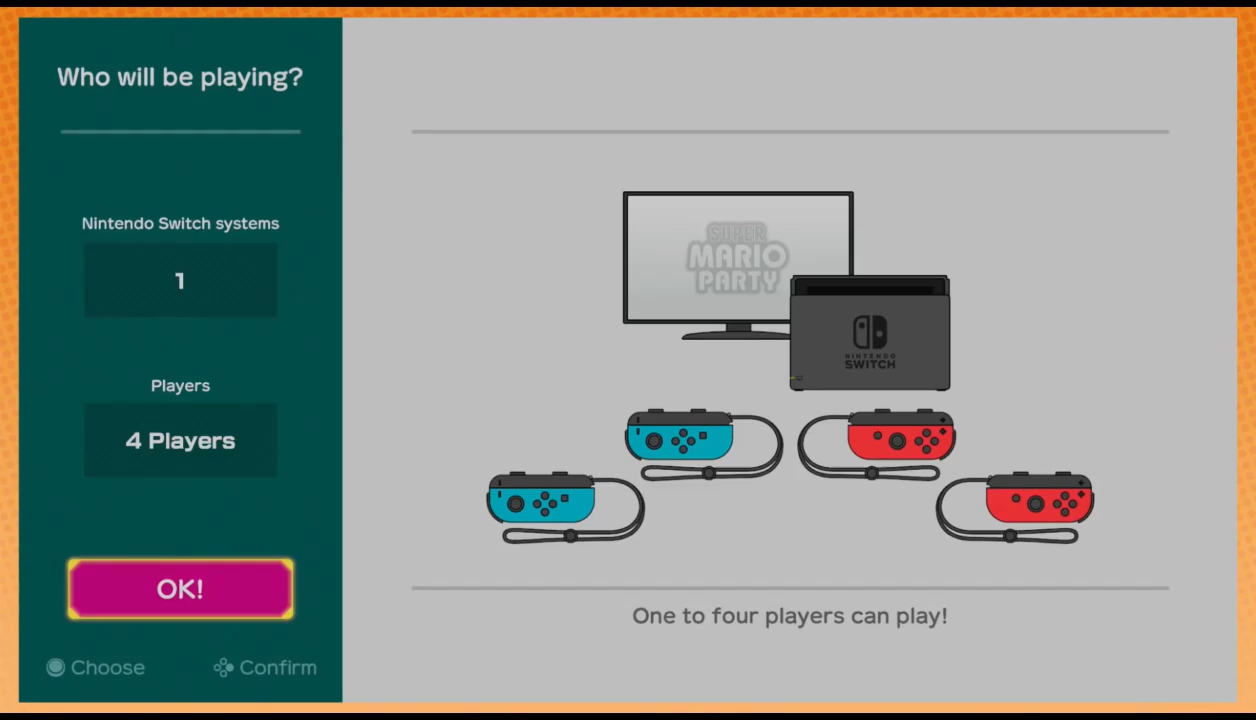 Who will be playing?
Nintendo Switch systems
1
Players
4 Players
OK!
Choose
Confirm
SUPER
MARIO
PARTY
NINTENDO
SWITCH
One to four players can play!